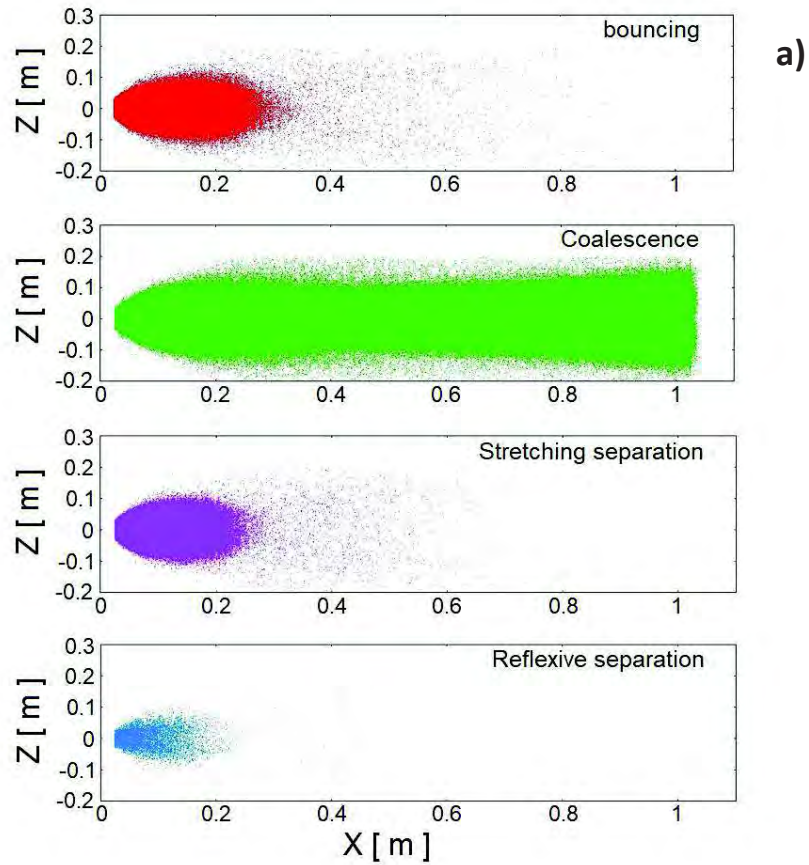 a)
bouncing
0.3
0.2
0.1
0
-0.1
-0.2
Z [ m ]
0 0.2 0.4 0.6 0.8 1
Coalescence
0.3
0.2
0.1
0
-0.1
-0.2
Z [ m ]
0 0.2 0.4 0.6 0.8 1
Stretching separation
0.3
0.2
0.1
0
-0.1
-0.2
Z [ m ]
0 0.2 0.4 0.6 0.8 1
Reflexive separation
0.3
0.2
0.1
0
-0.1
-0.2
Z [ m ]
0 0.2 0.4 0.6 0.8 1
X [ m ]